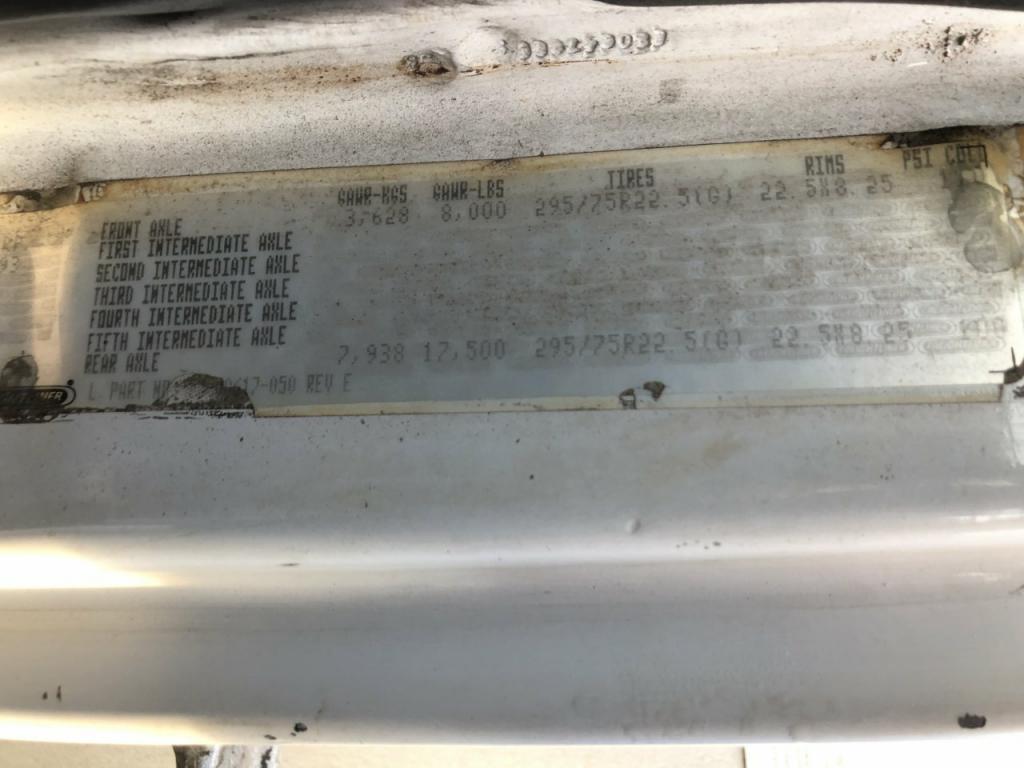 GAWR-KGS GAWR-LBS TIRES RIMS PSI COLD
FRONT AXLE 3,628 8,000 295/75R22.5(G) 22.5X8.25
FIRST INTERMEDIATE AXLE
SECOND INTERMEDIATE AXLE
THIRD INTERMEDIATE AXLE
FOURTH INTERMEDIATE AXLE
FIFTH INTERMEDIATE AXLE
REAR AXLE 7,938 17,500 295/75R22.5(G) 22.5X8.25
L. PART NO REV E